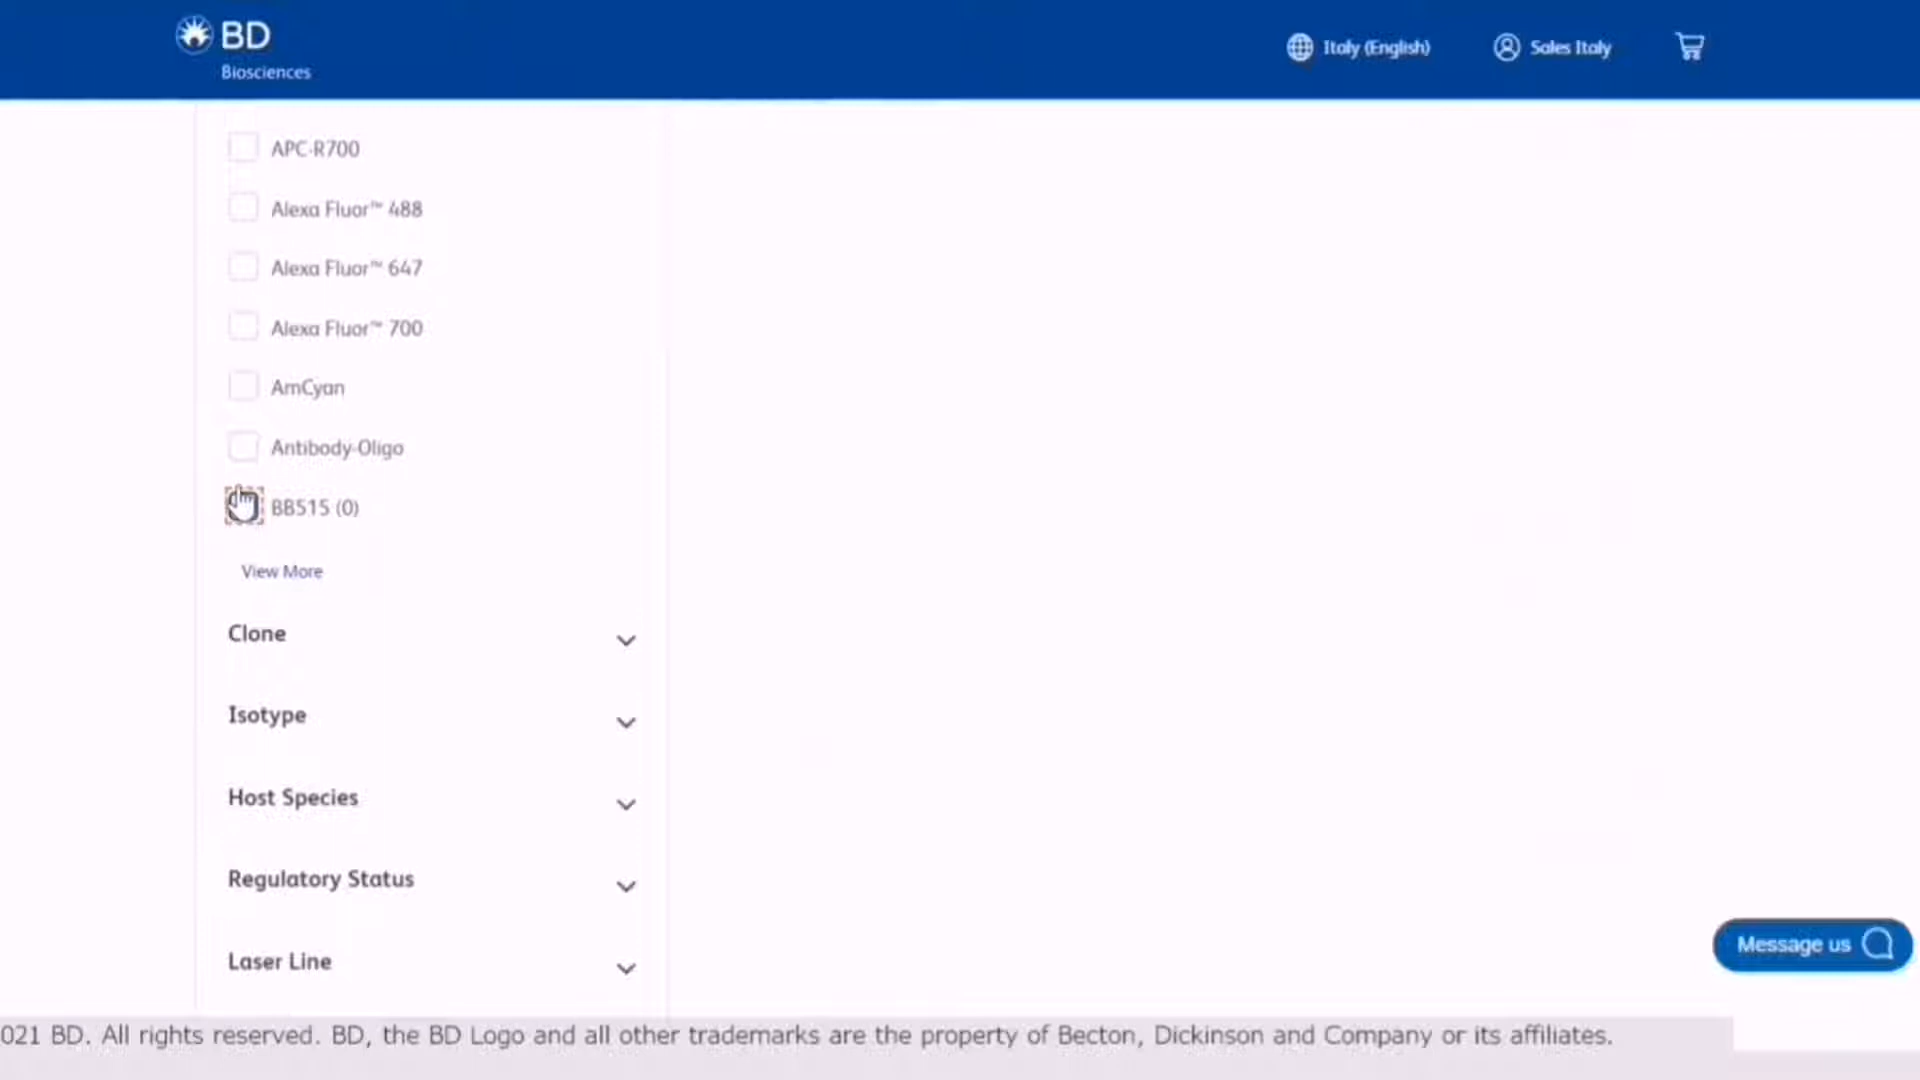 BD
Biosciences
Italy (English)
Sales Italy
APC-R700
Alexa Fluor™ 488
Alexa Fluor™ 647
Alexa Fluor™ 700
AmCyan
Antibody-Oligo
BB515 (0)
View More
Clone
Isotype
Host Species
Regulatory Status
Laser Line
Message us
021 BD. All rights reserved. BD, the BD Logo and all other trademarks are the property of Becton, Dickinson and Company or its affiliates.